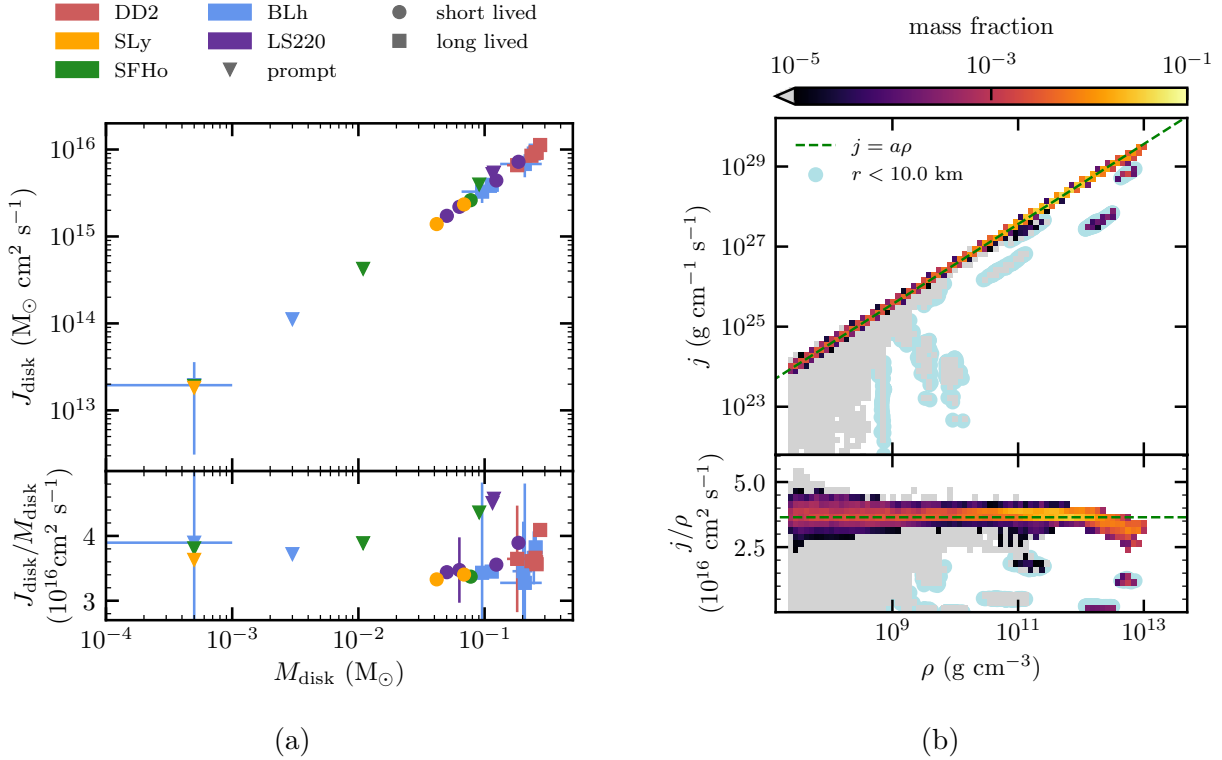 DD2
SLy
SFHo
BLh
LS220
prompt
short lived
long lived
10^16
10^15
10^14
10^13
J_disk (M_⊙ cm^2 s^−1)
4
3
J_disk/M_disk
(10^16 cm^2 s^−1)
10^−4
10^−3
10^−2
10^−1
M_disk (M_⊙)
(a)
mass fraction
10^−5
10^−3
10^−1
j = aρ
r < 10.0 km
10^29
10^27
10^25
10^23
j (g cm^−1 s^−1)
5.0
2.5
j/ρ
(10^16 cm^2 s^−1)
10^9
10^11
10^13
ρ (g cm^−3)
(b)